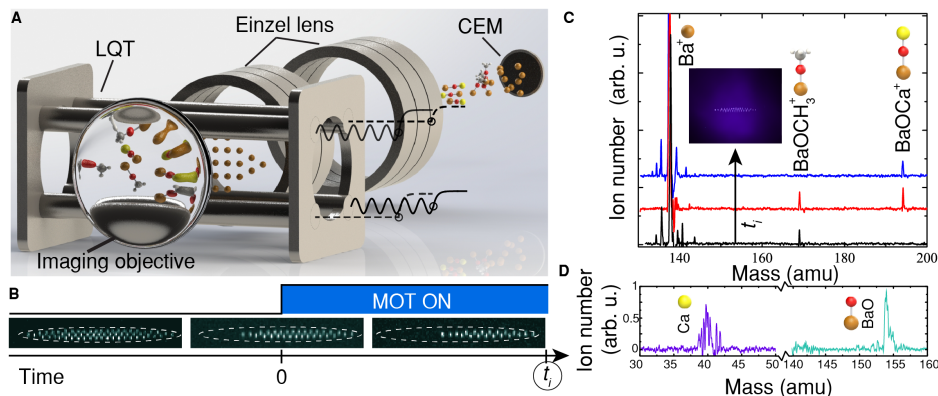 A
Einzel lens
CEM
LQT
Imaging objective
B
MOT ON
Time
0
tᵢ
C
Ion number (arb. u.)
Ba⁺
BaOCH₃⁺
BaOCa⁺
tᵢ
140
160
180
200
Mass (amu)
D
Ion number
(arb. u.)
1
0.5
0
Ca
BaO
30
35
40
45
50
140
145
150
155
160
Mass (amu)